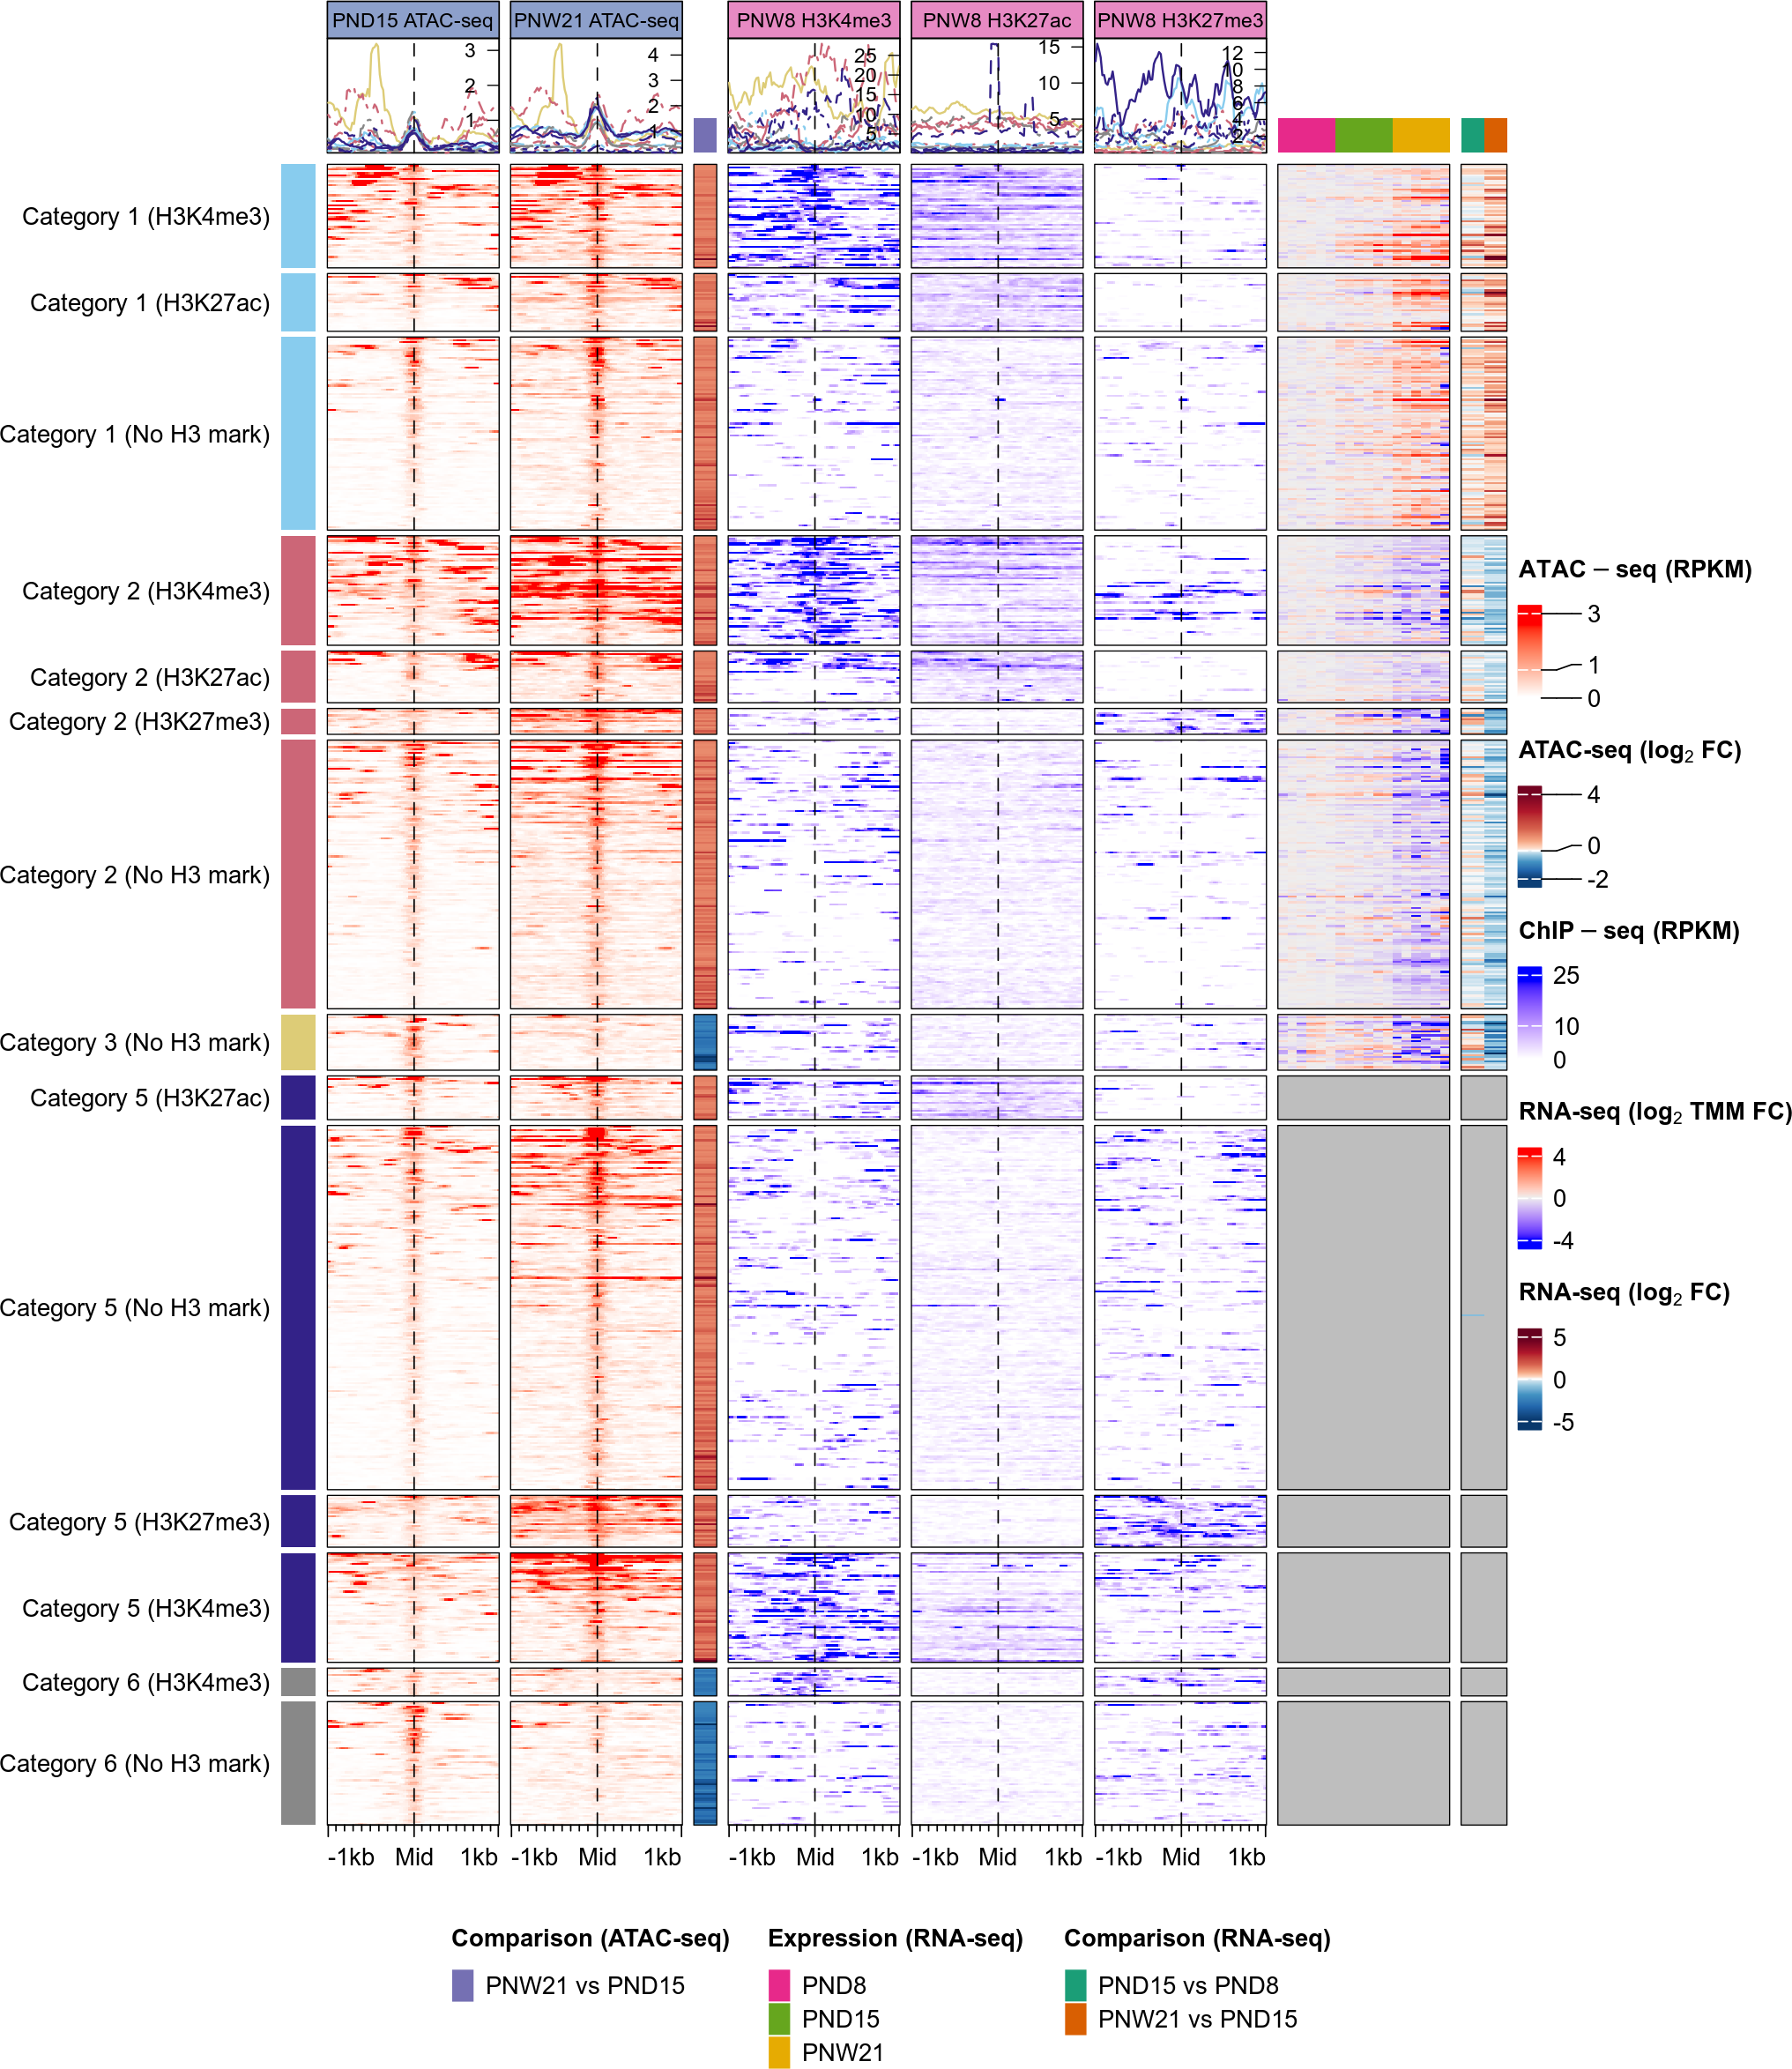 PND15 ATAC-seq PNW21 ATAC-seq PNW8 H3K4me3 PNW8 H3K27ac PNW8 H3K27me3
3 2 1
4 3 2 1
25 20 15 10 5
15 10 5
12 10 8 6 4 2
Category 1 (H3K4me3)
Category 1 (H3K27ac)
Category 1 (No H3 mark)
Category 2 (H3K4me3)
Category 2 (H3K27ac)
Category 2 (H3K27me3)
Category 2 (No H3 mark)
Category 3 (No H3 mark)
Category 5 (H3K27ac)
Category 5 (No H3 mark)
Category 5 (H3K27me3)
Category 5 (H3K4me3)
Category 6 (H3K4me3)
Category 6 (No H3 mark)
-1kb Mid 1kb -1kb Mid 1kb -1kb Mid 1kb -1kb Mid 1kb -1kb Mid 1kb
ATAC – seq (RPKM)
3
1
0
ATAC-seq (log₂ FC)
4
0
-2
ChIP – seq (RPKM)
25
10
0
RNA-seq (log₂ TMM FC)
4
0
-4
RNA-seq (log₂ FC)
5
0
-5
Comparison (ATAC-seq)
PNW21 vs PND15
Expression (RNA-seq)
PND8
PND15
PNW21
Comparison (RNA-seq)
PND15 vs PND8
PNW21 vs PND15